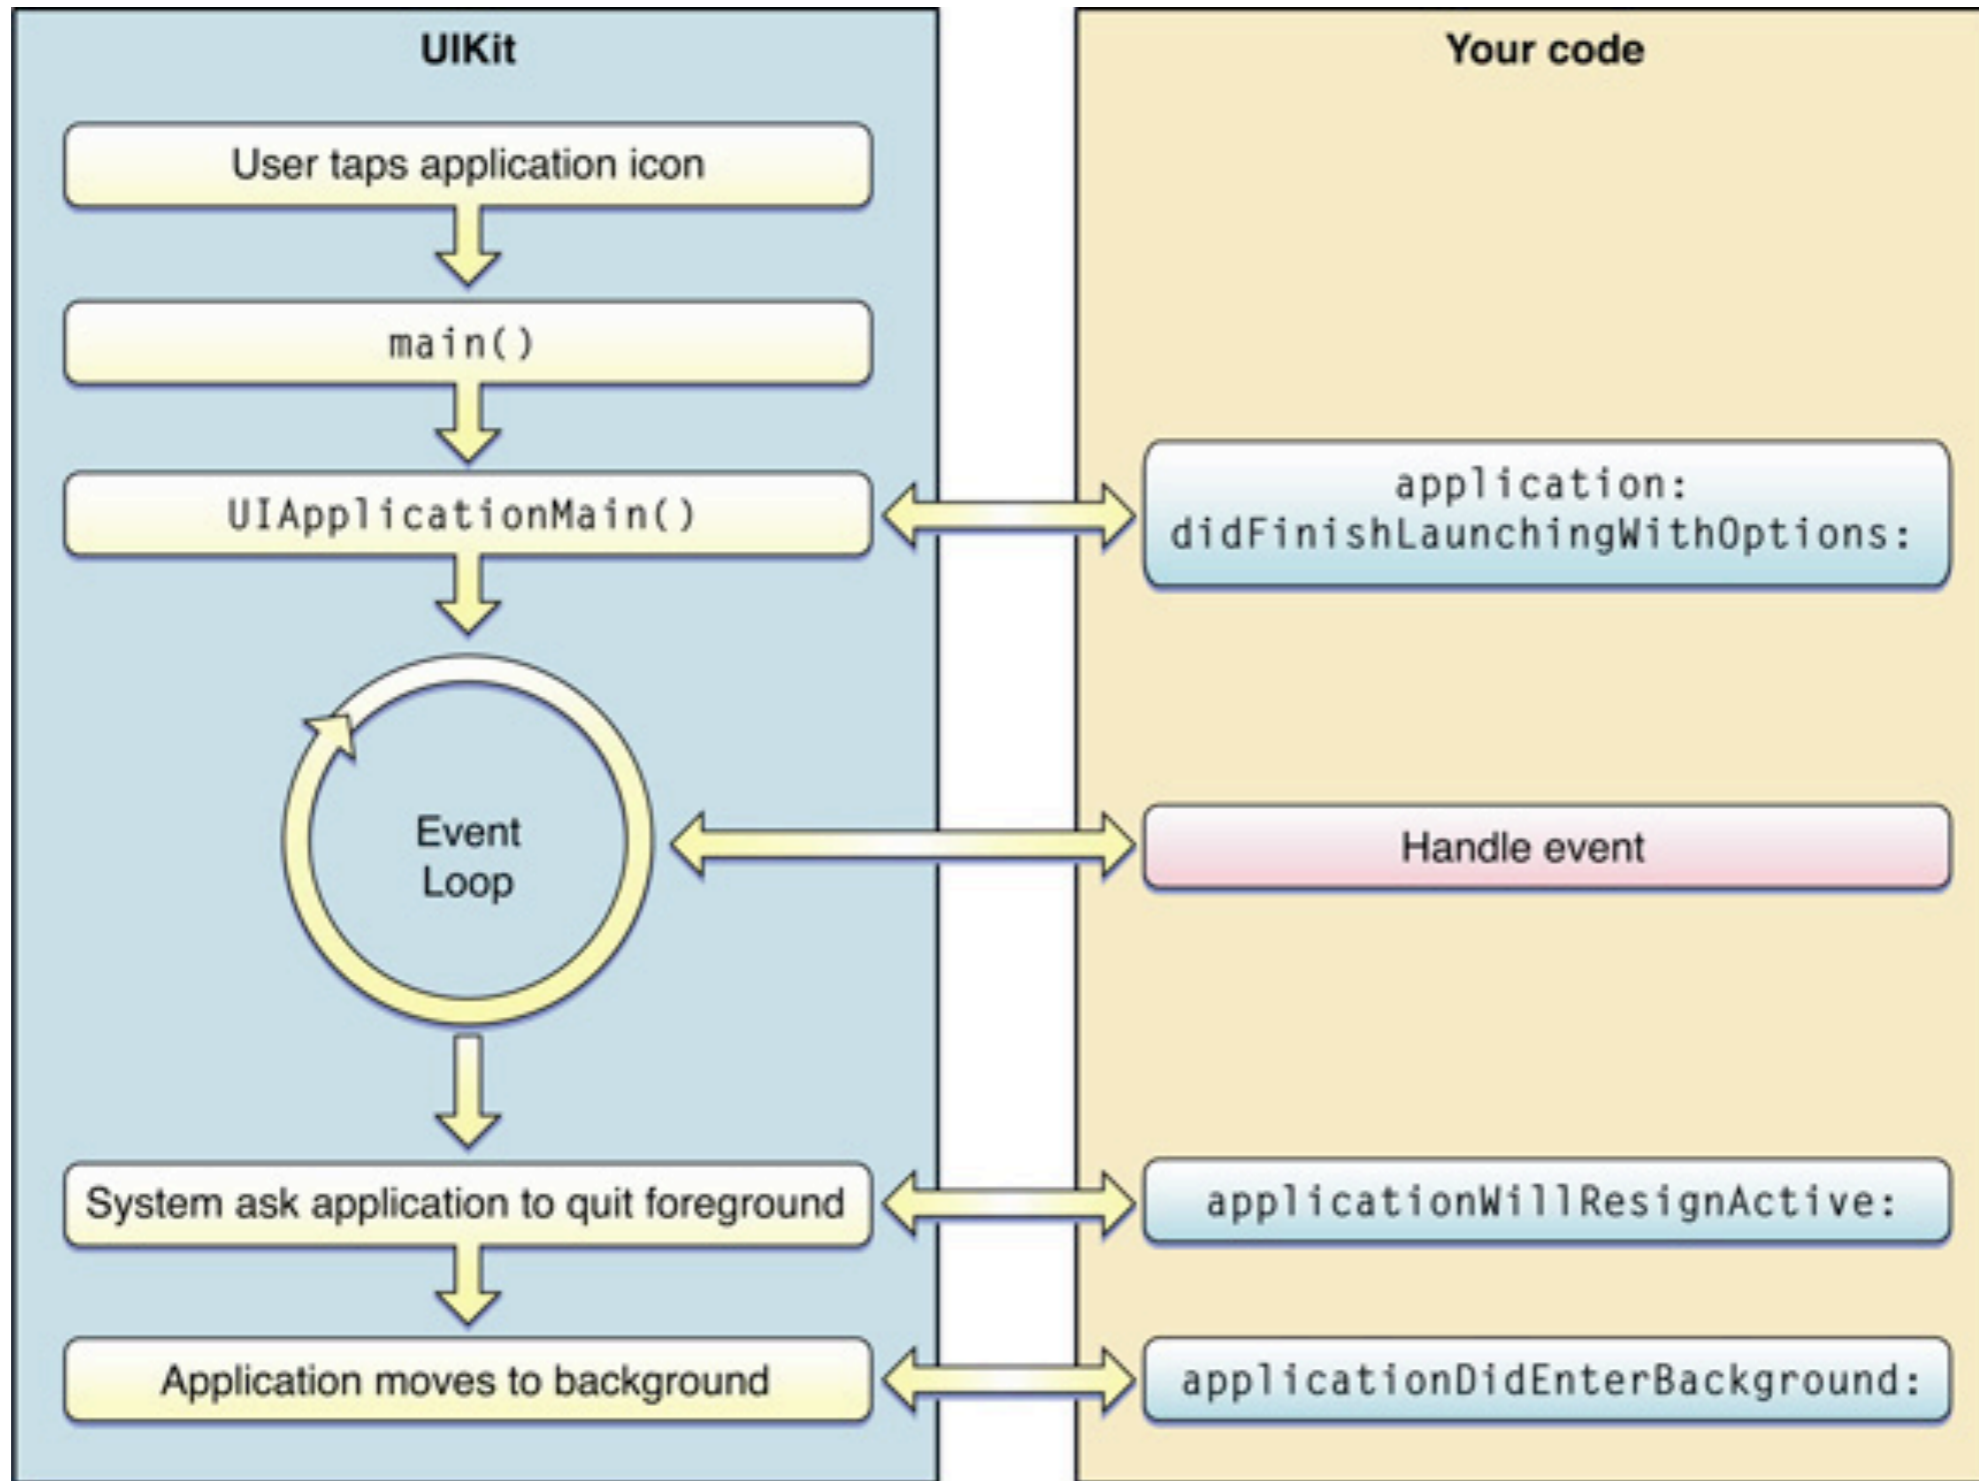 UIKit
User taps application icon
main()
UIApplicationMain()
Event
Loop
System ask application to quit foreground
Application moves to background
Your code
application:
didFinishLaunchingWithOptions:
Handle event
applicationWillResignActive:
applicationDidEnterBackground: